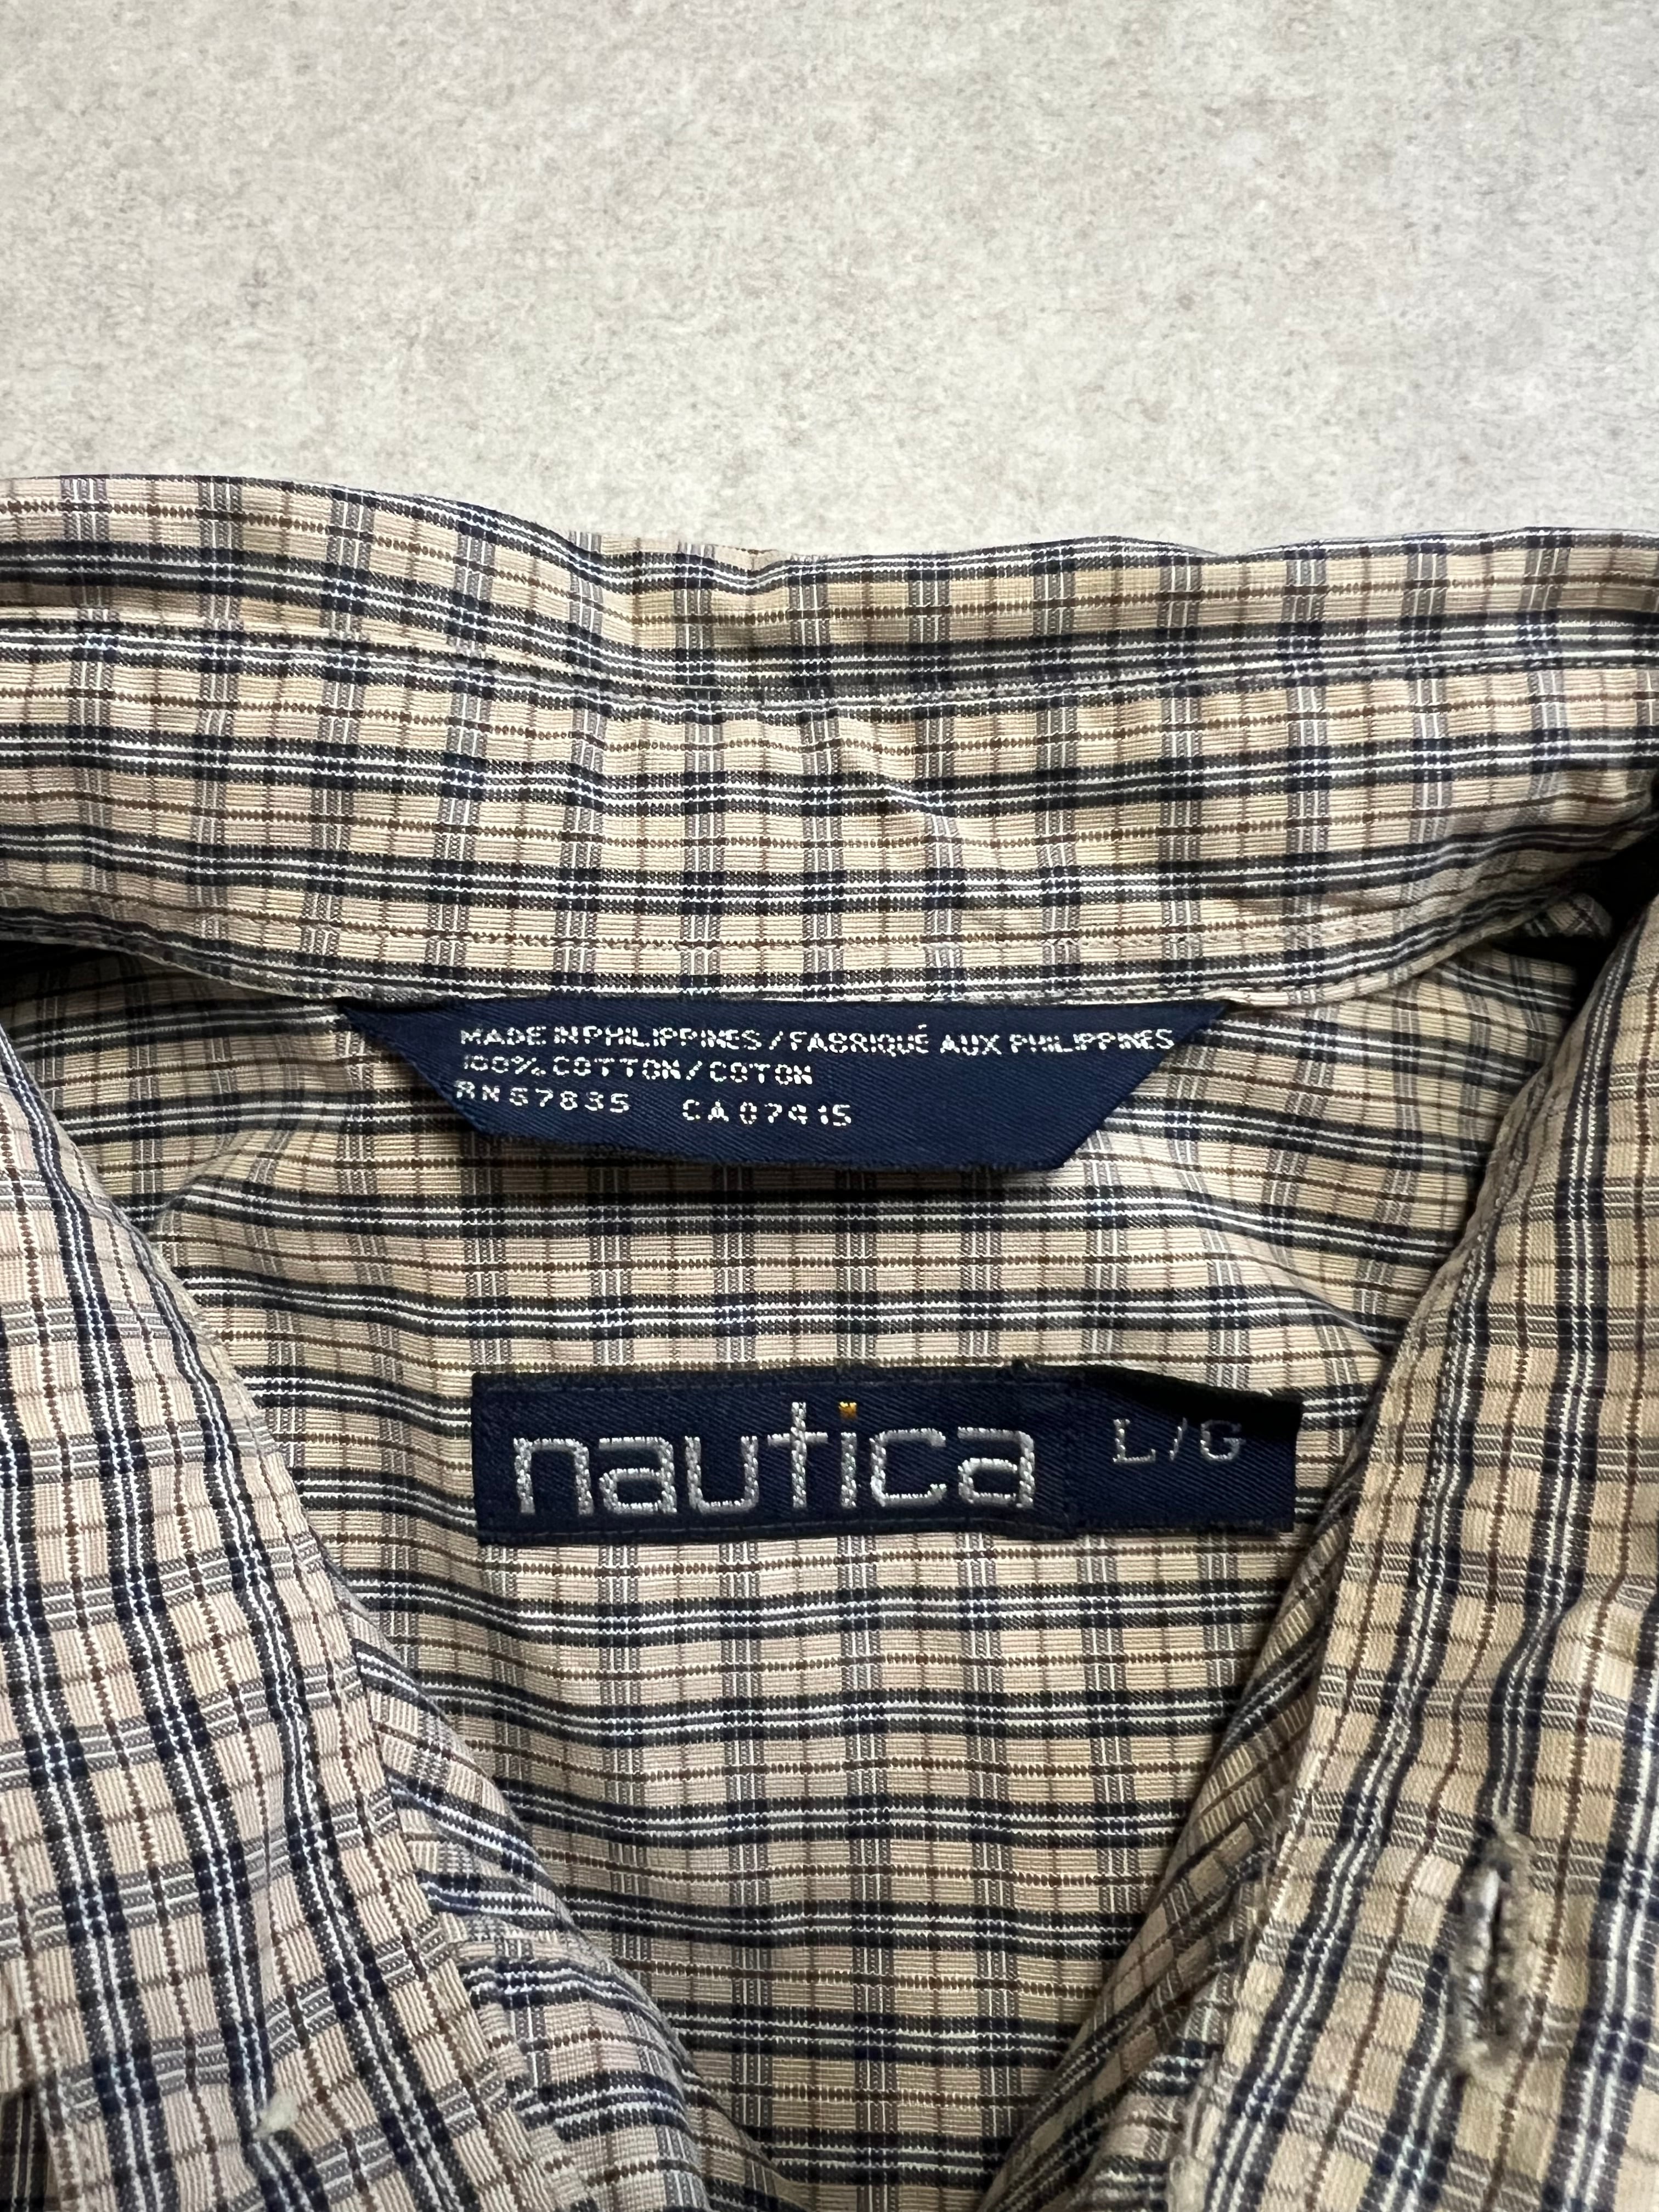 MADE IN PHILIPPINES / FABRIQUÉ AUX PHILIPPINES
100% COTTON / COTON
RN 57835 CA 07415
nautica L/G